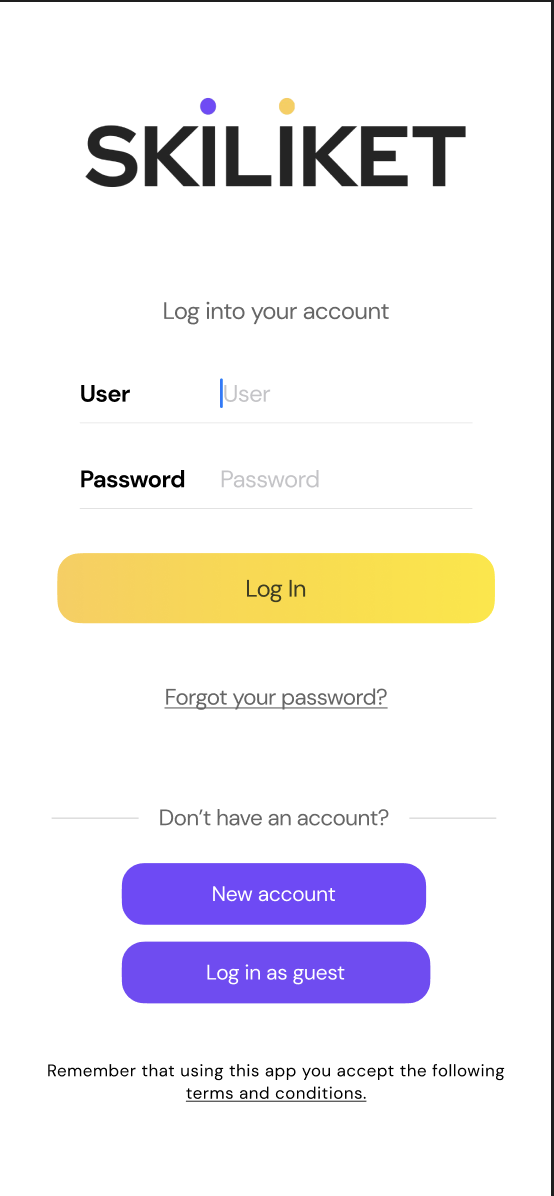 SKILIKET
Log into your account
User User
Password Password
Log In
Forgot your password?
Don’t have an account?
New account
Log in as guest
Remember that using this app you accept the following
terms and conditions.